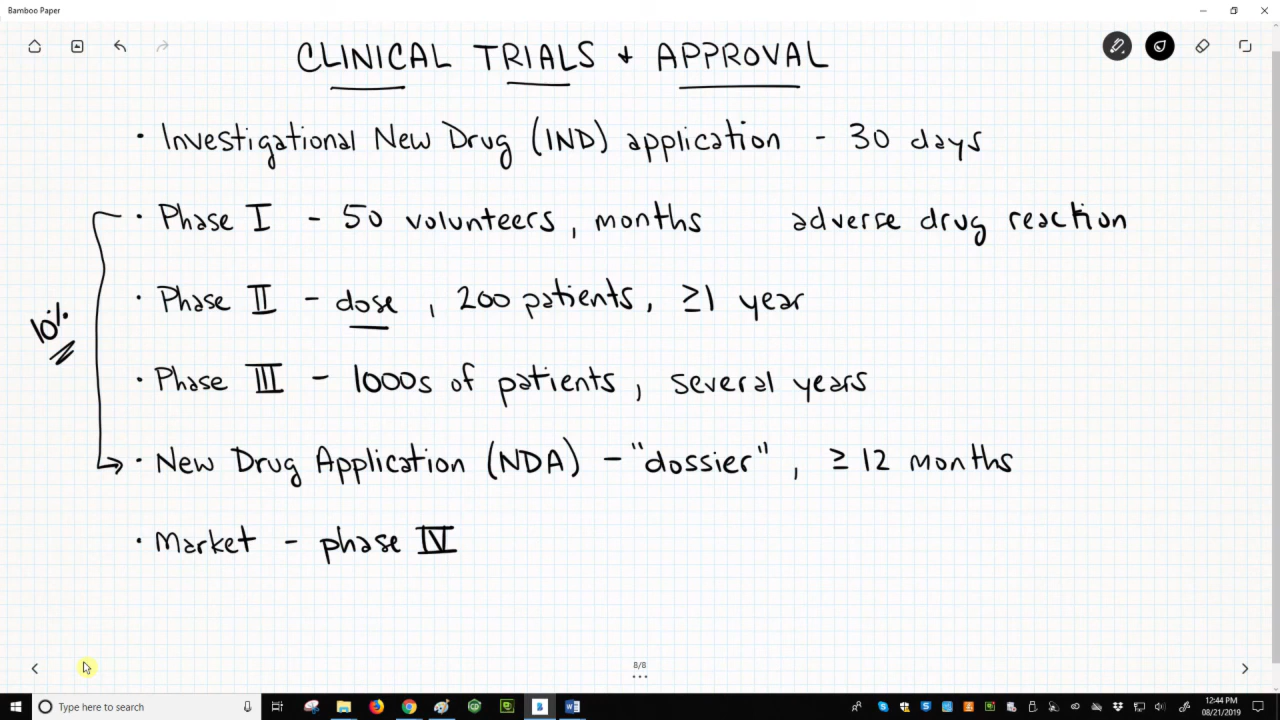 Bamboo Paper
CLINICAL TRIALS + APPROVAL
· Investigational New Drug (IND) application - 30 days
· Phase I - 50 volunteers, months adverse drug reaction
· Phase II - dose, 200 patients, ≥1 year
10%
· Phase III - 1000s of patients, several years
· New Drug Application (NDA) - "dossier", ≥ 12 months
· Market - phase IV
8/8
Type here to search
12:44 PM
08/21/2019